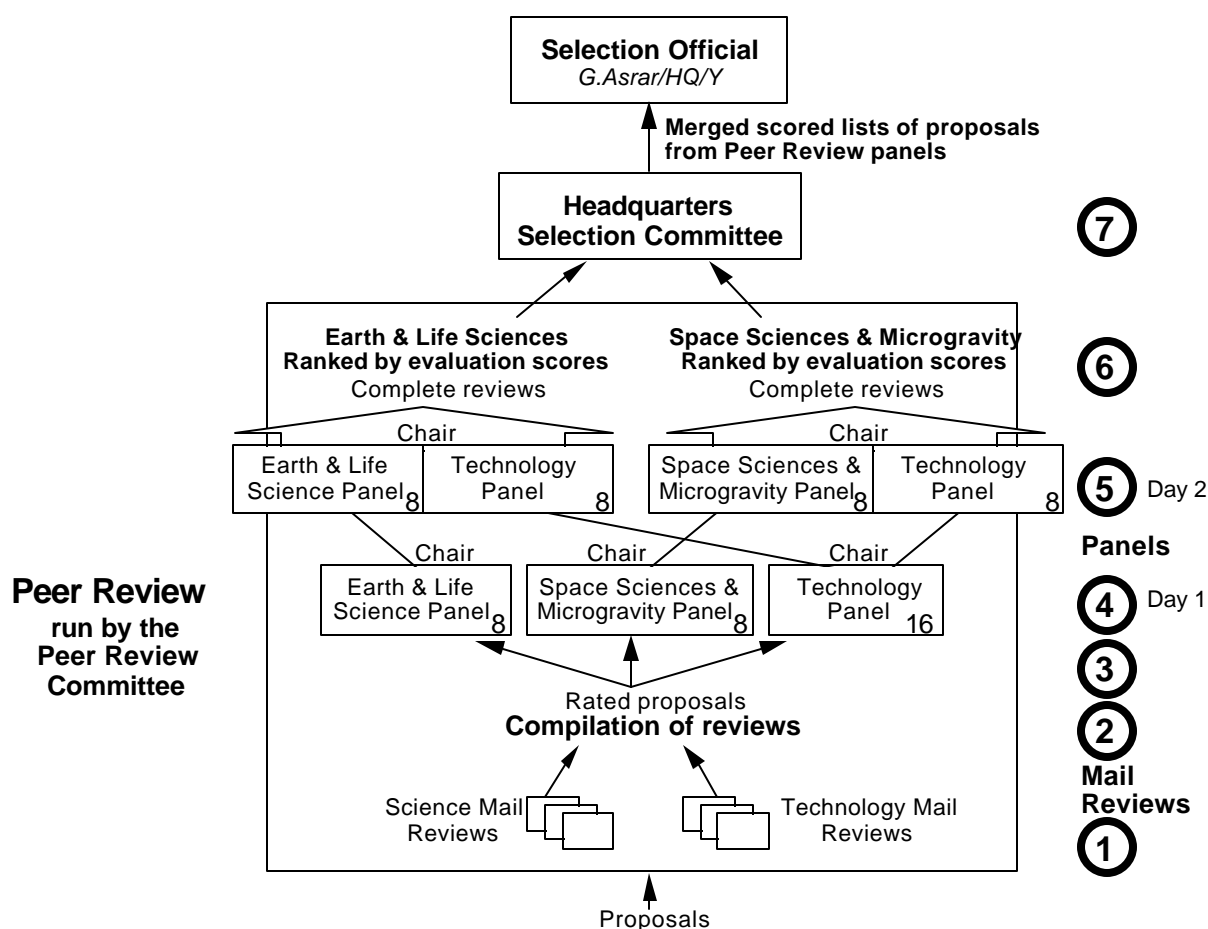 Selection Official
G.Asrar/HQ/Y
Merged scored lists of proposals
from Peer Review panels
Headquarters
Selection Committee
7
Earth & Life Sciences
Ranked by evaluation scores
Complete reviews
Space Sciences & Microgravity
Ranked by evaluation scores
Complete reviews
6
Chair
Earth & Life
Science Panel 8
Technology
Panel 8
Chair
Space Sciences &
Microgravity Panel 8
Technology
Panel 8
5 Day 2
Panels
Chair
Earth & Life
Science Panel 8
Chair
Space Sciences &
Microgravity Panel 8
Chair
Technology
Panel 16
4 Day 1
Peer Review
run by the
Peer Review
Committee
3
Rated proposals
Compilation of reviews
2
Mail
Reviews
Science Mail
Reviews
Technology Mail
Reviews
1
Proposals